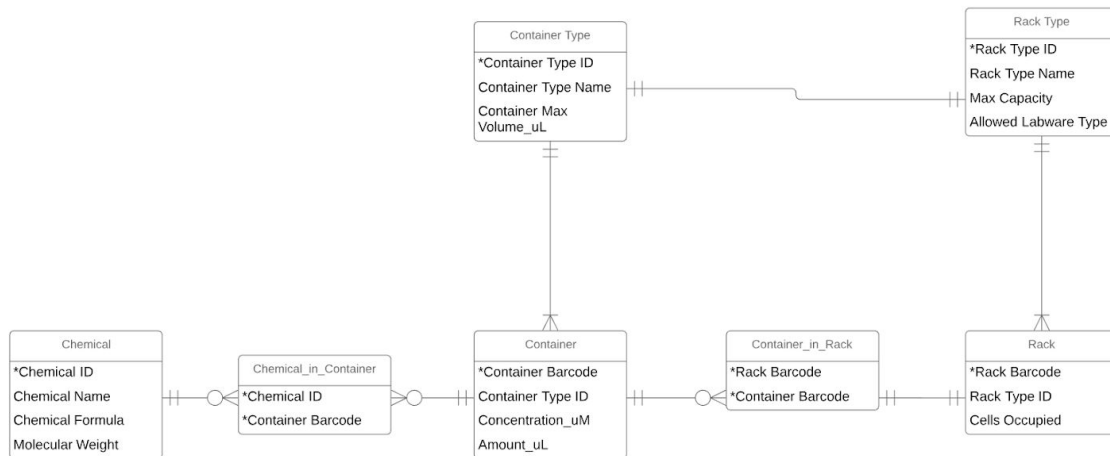 Container Type
*Container Type ID
Container Type Name
Container Max
Volume_uL
Rack Type
*Rack Type ID
Rack Type Name
Max Capacity
Allowed Labware Type
Chemical
*Chemical ID
Chemical Name
Chemical Formula
Molecular Weight
Chemical_in_Container
*Chemical ID
*Container Barcode
Container
*Container Barcode
Container Type ID
Concentration_uM
Amount_uL
Container_in_Rack
*Rack Barcode
*Container Barcode
Rack
*Rack Barcode
Rack Type ID
Cells Occupied